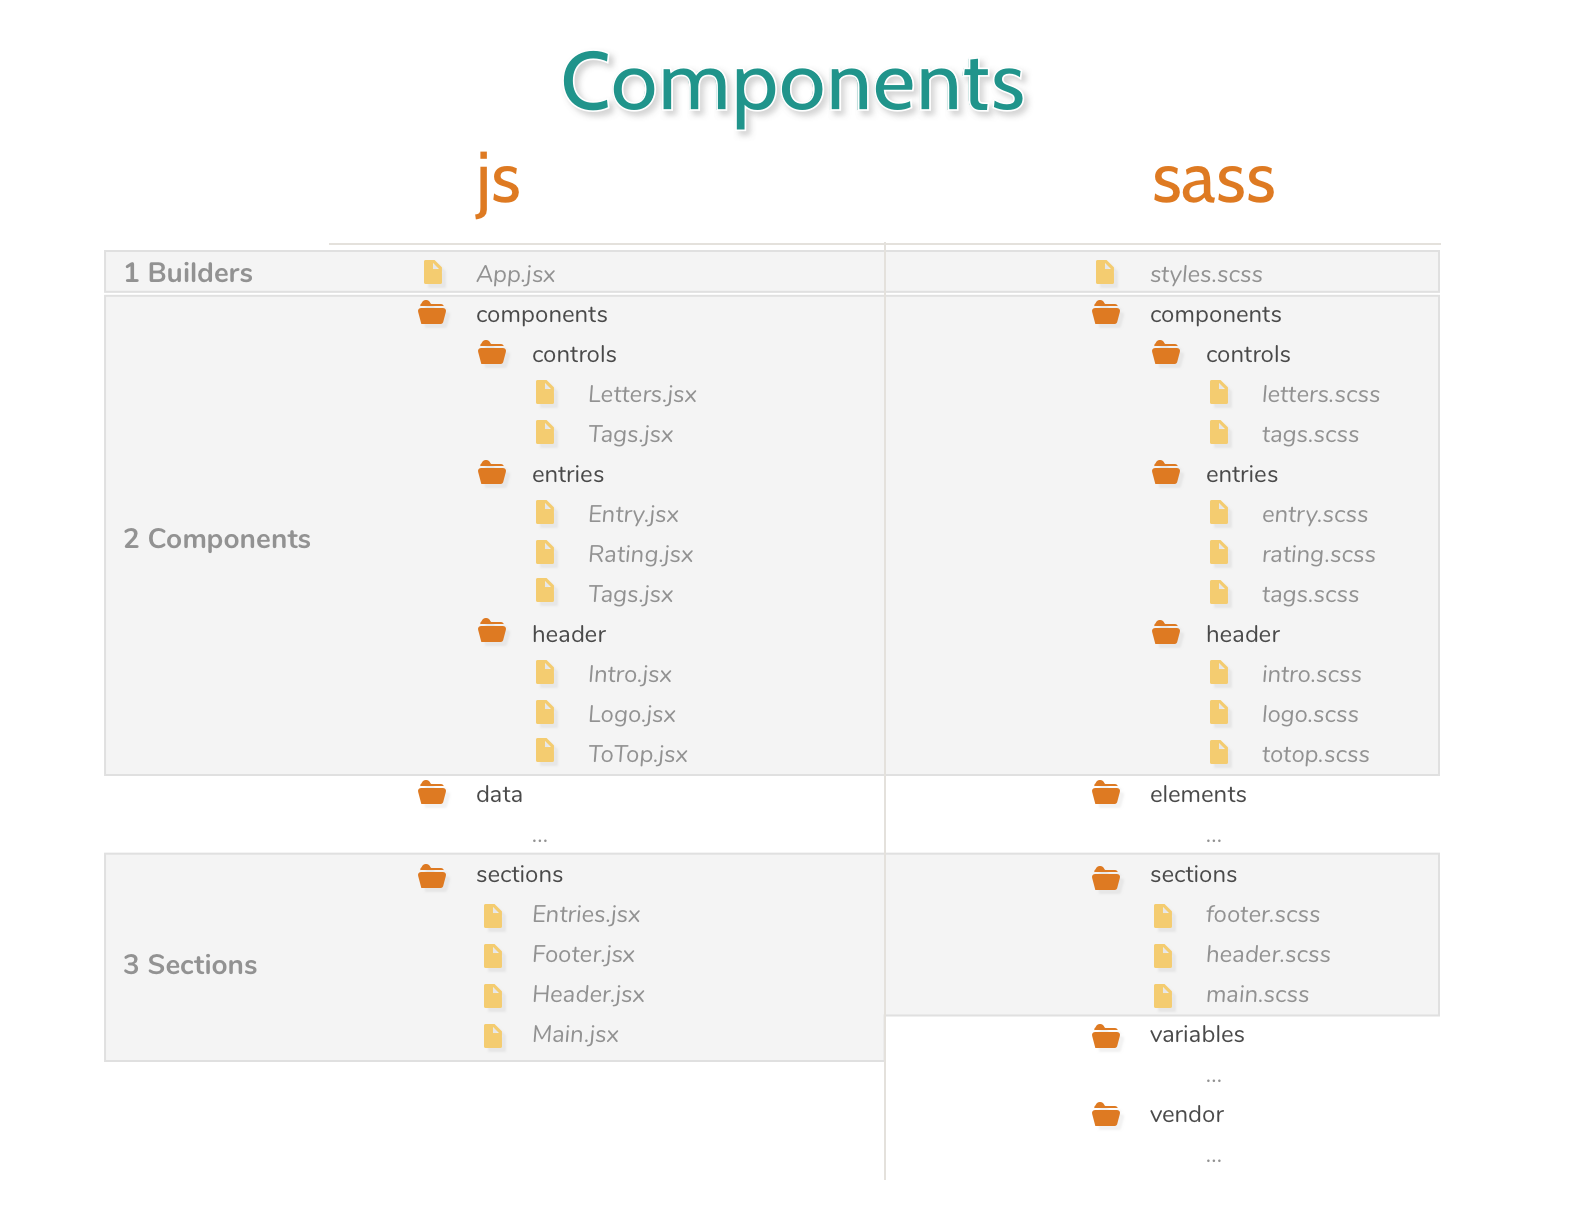 Components
js sass
1 Builders App.jsx styles.scss
components components
controls controls
Letters.jsx letters.scss
Tags.jsx tags.scss
entries entries
Entry.jsx entry.scss
2 Components
Rating.jsx rating.scss
Tags.jsx tags.scss
header header
Intro.jsx intro.scss
Logo.jsx logo.scss
ToTop.jsx totop.scss
data elements
... ...
sections sections
Entries.jsx footer.scss
Footer.jsx header.scss
3 Sections
Header.jsx main.scss
Main.jsx variables
...
vendor
...